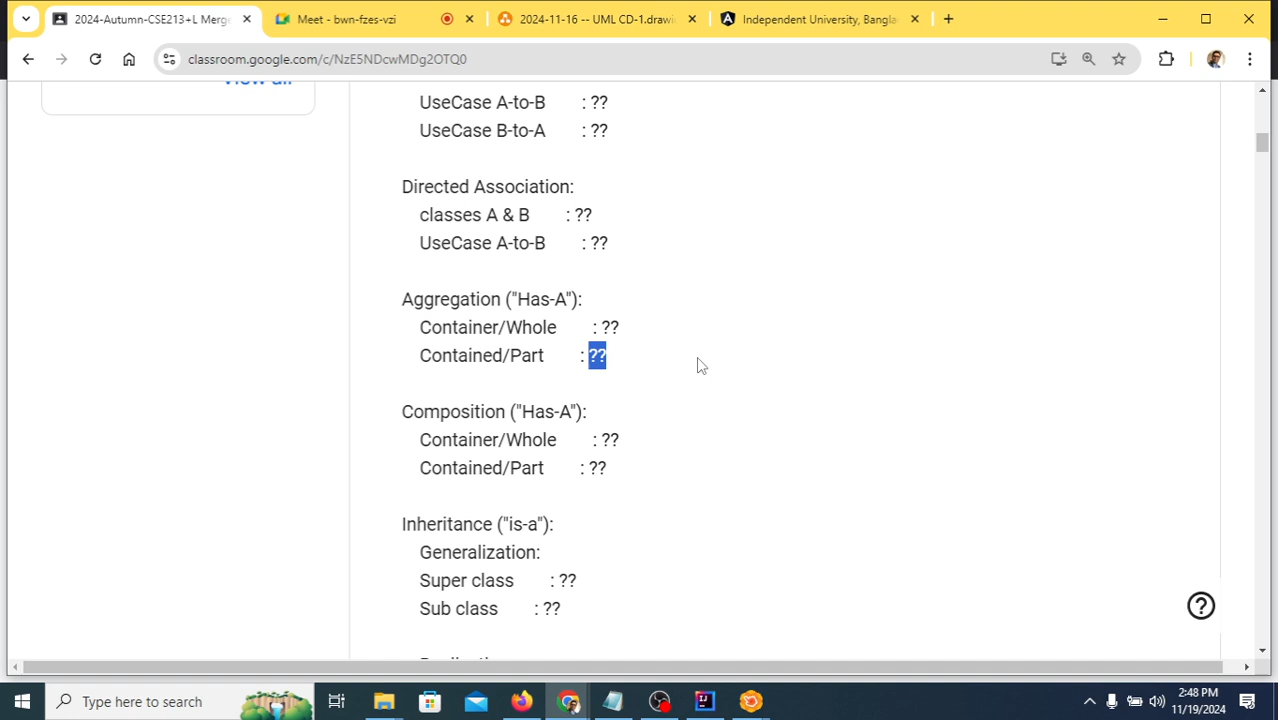 2024-Autumn-CSE213+L Merge
Meet - bwn-fzes-vzi
2024-11-16 -- UML CD-1.drawi
Independent University, Bangla
classroom.google.com/c/NzE5NDcwMDg2OTQ0
View all
UseCase A-to-B : ??
UseCase B-to-A : ??
Directed Association:
classes A & B : ??
UseCase A-to-B : ??
Aggregation ("Has-A"):
Container/Whole : ??
Contained/Part : ??
Composition ("Has-A"):
Container/Whole : ??
Contained/Part : ??
Inheritance ("is-a"):
Generalization:
Super class : ??
Sub class : ??
Type here to search
2:48 PM
11/19/2024